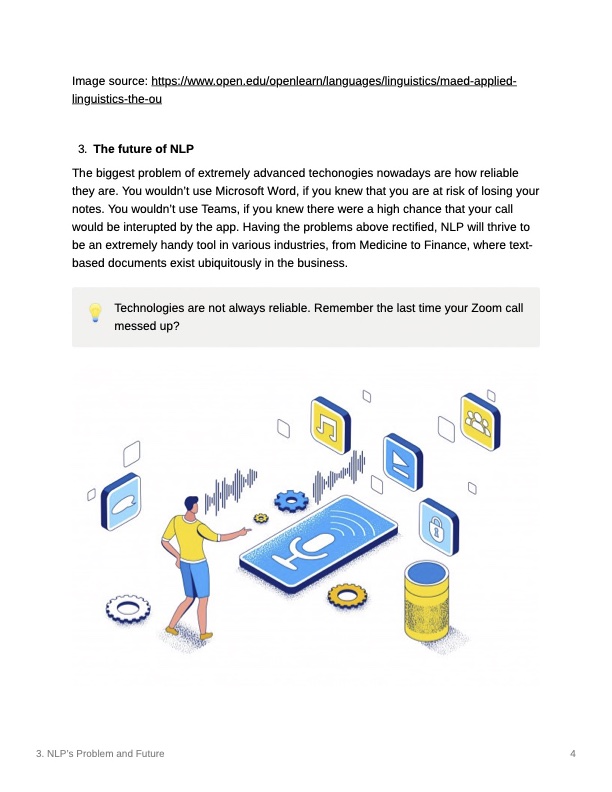 Image source: https://www.open.edu/openlearn/languages/linguistics/maed-applied-
linguistics-the-ou
3. The future of NLP
The biggest problem of extremely advanced techonogies nowadays are how reliable
they are. You wouldn’t use Microsoft Word, if you knew that you are at risk of losing your
notes. You wouldn’t use Teams, if you knew there were a high chance that your call
would be interupted by the app. Having the problems above rectified, NLP will thrive to
be an extremely handy tool in various industries, from Medicine to Finance, where text-
based documents exist ubiquitously in the business.
Technologies are not always reliable. Remember the last time your Zoom call
messed up?
3. NLP’s Problem and Future
4